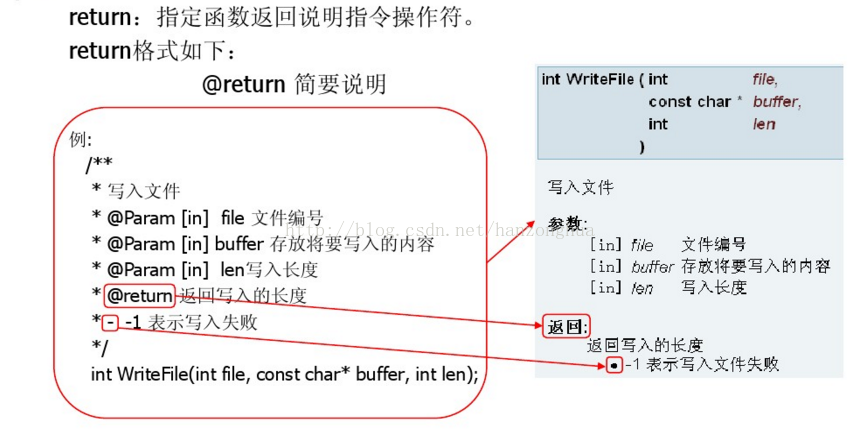 return：指定函数返回说明指令操作符。
return格式如下：
@return 简要说明
例:
/**
* 写入文件
* @Param [in]  file 文件编号
* @Param [in] buffer 存放将要写入的内容
* @Param [in]  len写入长度
* @return 返回写入的长度
* -  -1 表示写入失败
*/
int WriteFile(int file, const char* buffer, int len);
int WriteFile ( int file,
const char * buffer,
int len
)
写入文件
参数:
[in] file 文件编号
[in] buffer 存放将要写入的内容
[in] len 写入长度
返回:
返回写入的长度
• -1 表示写入文件失败
http://blog.csdn.net/hanzonghua